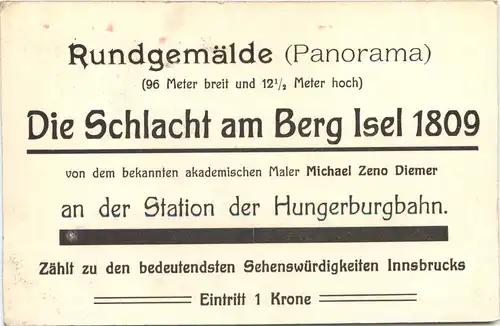 Rundgemälde (Panorama)
(96 Meter breit und 12½ Meter hoch)
Die Schlacht am Berg Isel 1809
von dem bekannten akademischen Maler Michael Zeno Diemer
an der Station der Hungerburgbahn.
Zählt zu den bedeutendsten Sehenswürdigkeiten Innsbrucks
Eintritt 1 Krone